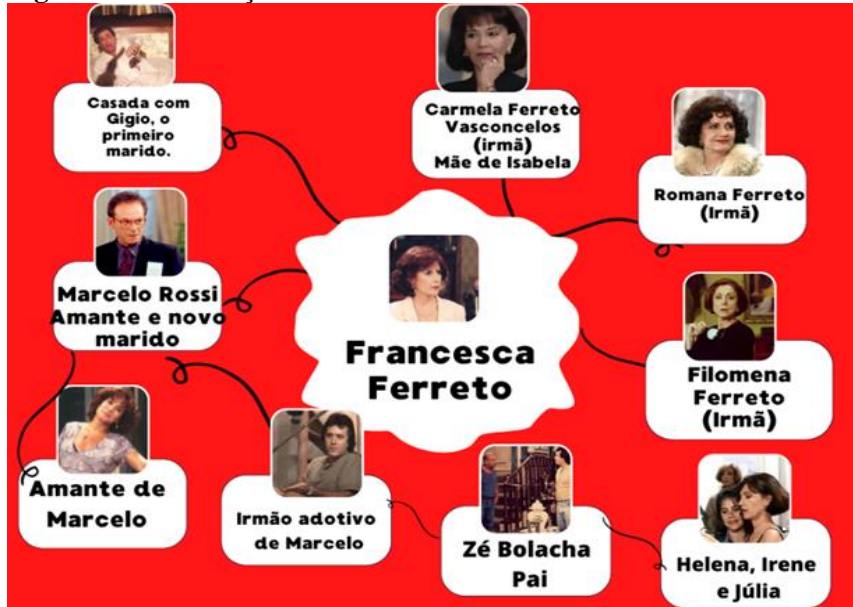 Casada com
Gigio, o
primeiro
marido.
Carmela Ferreto
Vasconcelos
(irmã)
Mãe de Isabela
Romana Ferreto
(Irmã)
Marcelo Rossi
Amante e novo
marido
Francesca
Ferreto
Filomena
Ferreto
(Irmã)
Amante de
Marcelo
Irmão adotivo
de Marcelo
Zé Bolacha
Pai
Helena, Irene
e Júlia